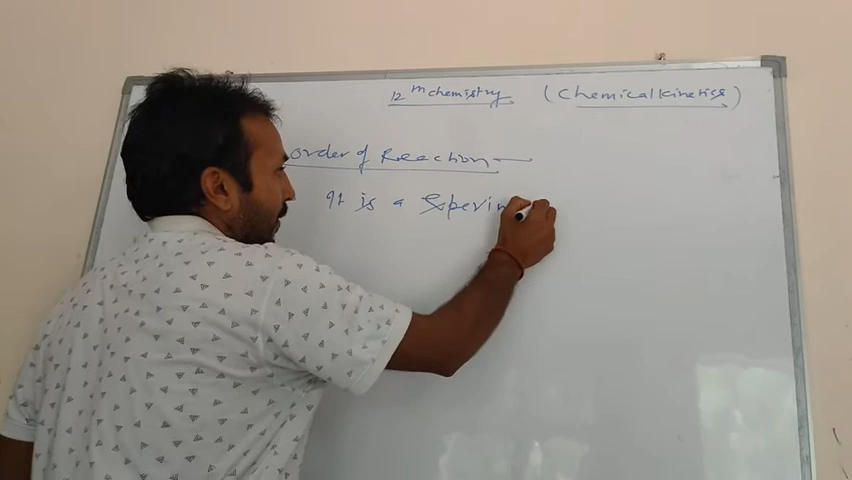 12th chemistry (Chemical Kinetics)
order of Reaction
It is a Experim